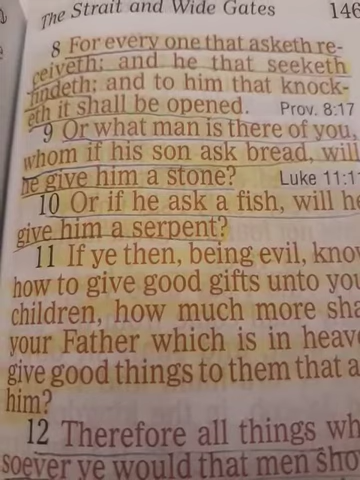 The Strait and Wide Gates 146
8 For every one that asketh re-
ceiveth; and he that seeketh
findeth; and to him that knock-
eth it shall be opened. Prov. 8:17
9 Or what man is there of you,
whom if his son ask bread, will
he give him a stone? Luke 11:1
10 Or if he ask a fish, will he
give him a serpent?
11 If ye then, being evil, kno
how to give good gifts unto you
children, how much more sha
your Father which is in heav
give good things to them that a
him?
12 Therefore all things wh
soever ye would that men sho